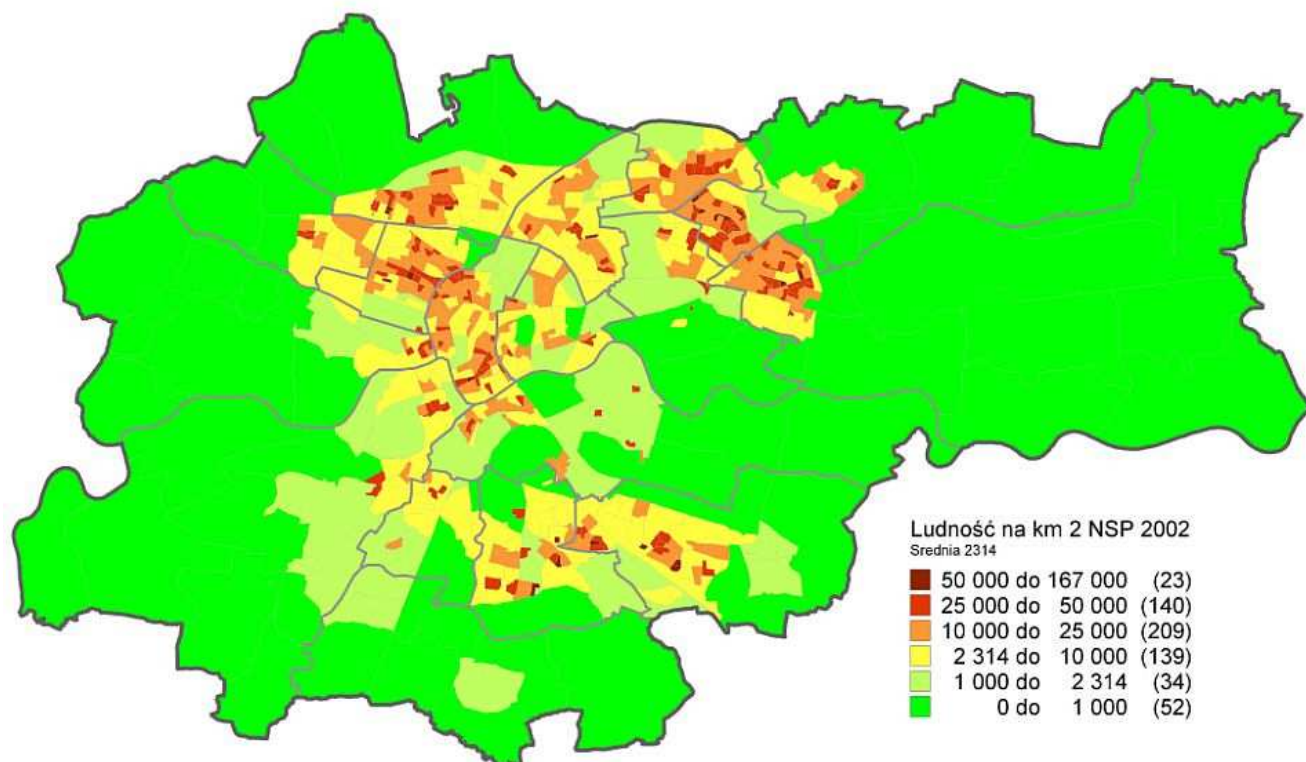 Ludność na km 2 NSP 2002
Srednia 2314
50 000 do 167 000 (23)
25 000 do 50 000 (140)
10 000 do 25 000 (209)
2 314 do 10 000 (139)
1 000 do 2 314 (34)
0 do 1 000 (52)